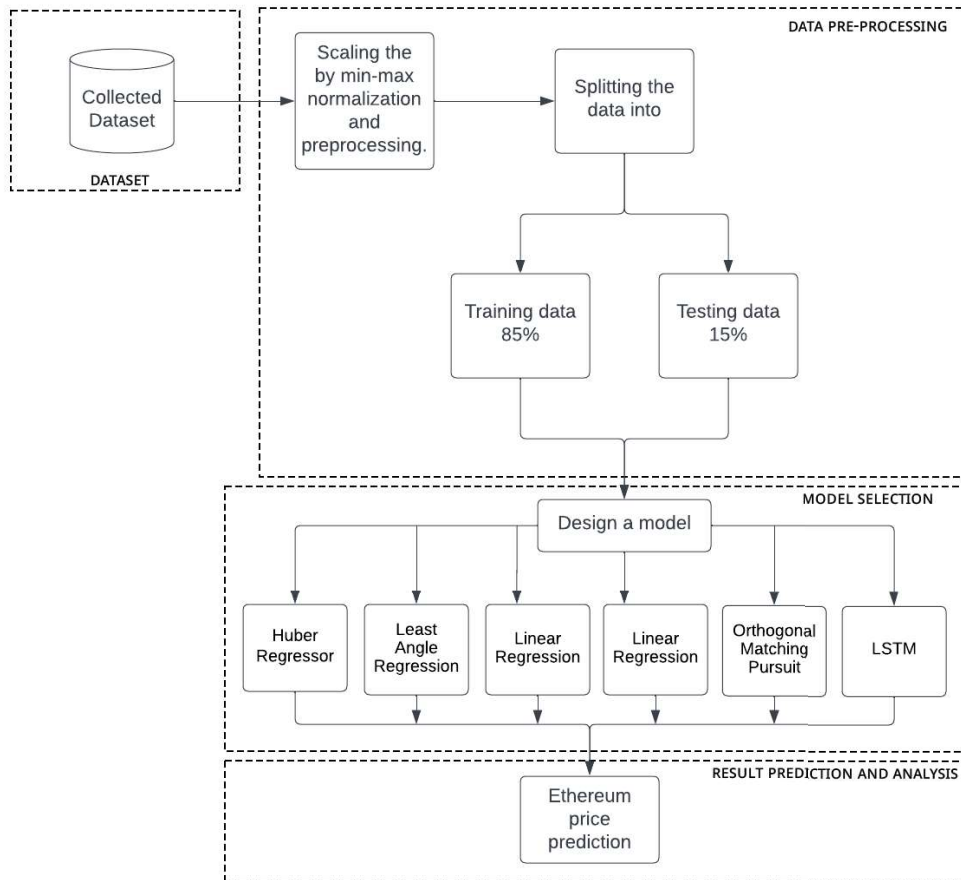 DATA PRE-PROCESSING
Collected
Dataset
DATASET
Scaling the
by min-max
normalization
and
preprocessing.
Splitting the
data into
Training data
85%
Testing data
15%
MODEL SELECTION
Design a model
Huber
Regressor
Least
Angle
Regression
Linear
Regression
Linear
Regression
Orthogonal
Matching
Pursuit
LSTM
RESULT PREDICTION AND ANALYSIS
Ethereum
price
prediction